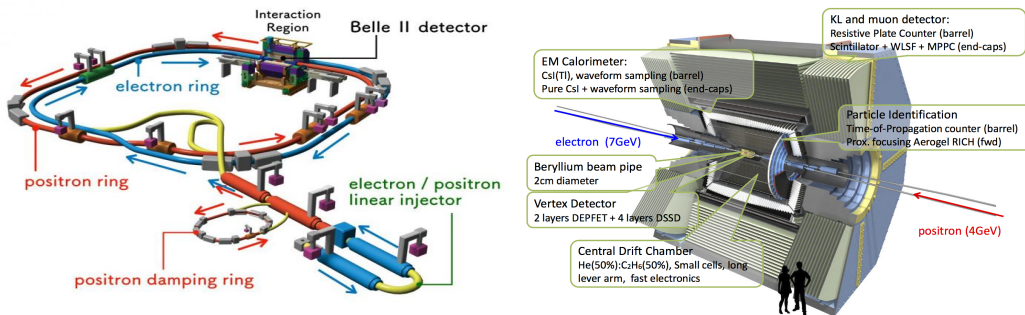 Interaction
Region
Belle II detector
electron ring
positron ring
electron / positron
linear injector
positron damping ring
KL and muon detector:
Resistive Plate Counter (barrel)
Scintillator + WLSF + MPPC (end-caps)
EM Calorimeter:
CsI(Tl), waveform sampling (barrel)
Pure CsI + waveform sampling (end-caps)
Particle Identification
Time-of-Propagation counter (barrel)
Prox. focusing Aerogel RICH (fwd)
electron (7GeV)
Beryllium beam pipe
2cm diameter
Vertex Detector
2 layers DEPFET + 4 layers DSSD
positron (4GeV)
Central Drift Chamber
He(50%):C₂H₆(50%), Small cells, long
lever arm, fast electronics